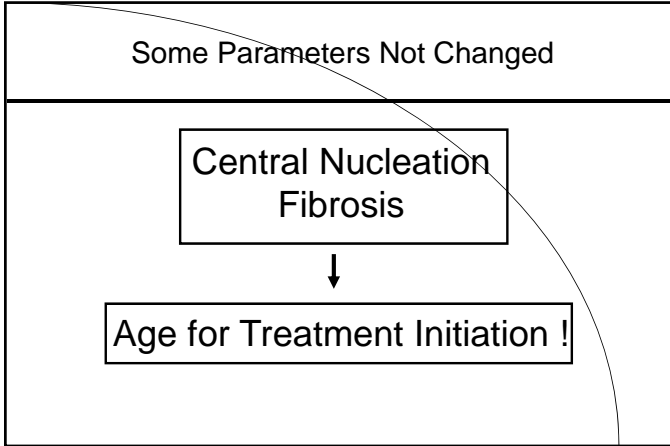 Some Parameters Not Changed
Central Nucleation
Fibrosis
Age for Treatment Initiation !